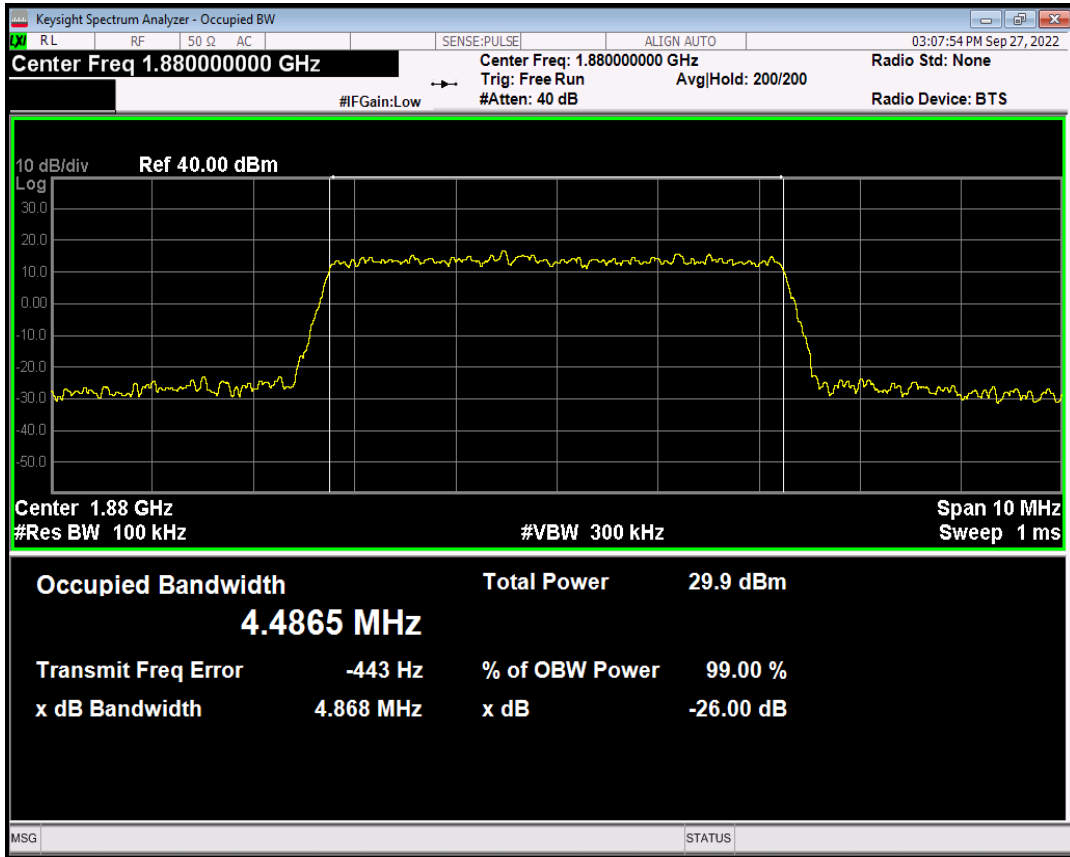 Keysight Spectrum Analyzer - Occupied BW
LXI RL RF 50 Ω AC SENSE:PULSE ALIGN AUTO 03:07:54 PM Sep 27, 2022
Center Freq 1.880000000 GHz Center Freq: 1.880000000 GHz Radio Std: None
Trig: Free Run Avg|Hold: 200/200
#IFGain:Low #Atten: 40 dB Radio Device: BTS
10 dB/div Ref 40.00 dBm
Log
30.0
20.0
10.0
0.00
-10.0
-20.0
-30.0
-40.0
-50.0
Center 1.88 GHz Span 10 MHz
#Res BW 100 kHz #VBW 300 kHz Sweep 1 ms
Occupied Bandwidth Total Power 29.9 dBm
4.4865 MHz
Transmit Freq Error -443 Hz % of OBW Power 99.00 %
x dB Bandwidth 4.868 MHz x dB -26.00 dB
MSG STATUS